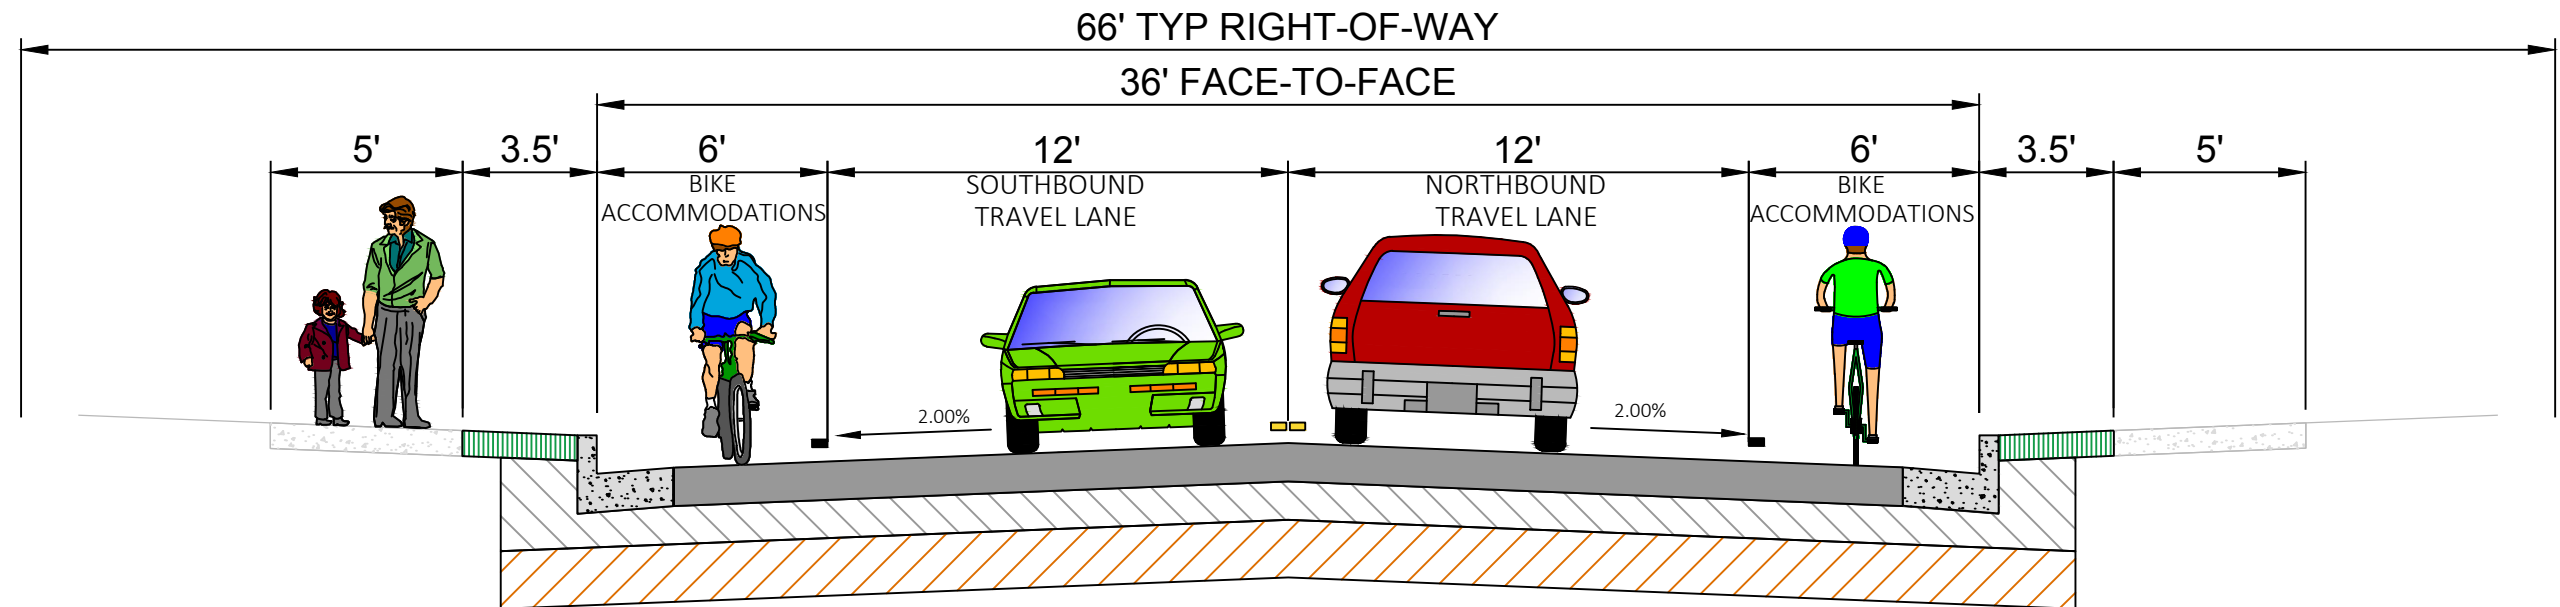 66' TYP RIGHT-OF-WAY
36' FACE-TO-FACE
5' 3.5' 6' 12' 12' 6' 3.5' 5'
BIKE SOUTHBOUND NORTHBOUND BIKE
ACCOMMODATIONS TRAVEL LANE TRAVEL LANE ACCOMMODATIONS
2.00% 2.00%